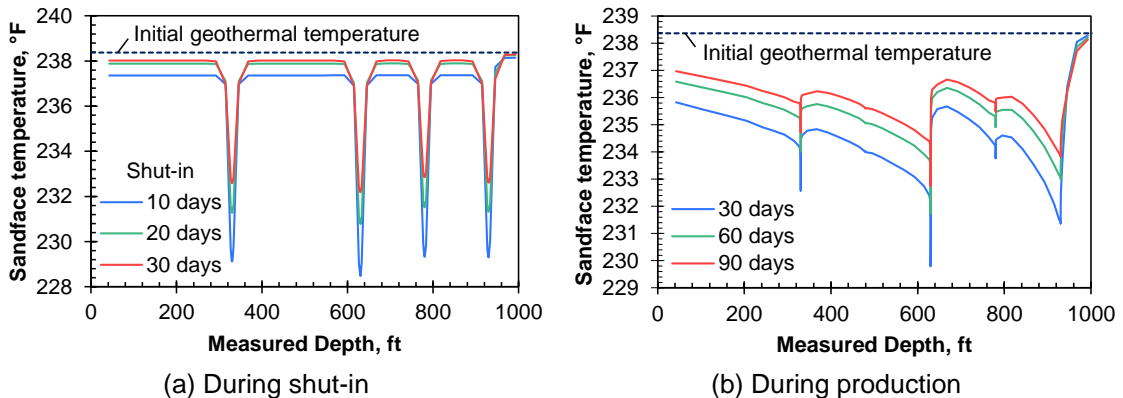 240
238
236
234
232
230
228
Sandface temperature, °F
Initial geothermal temperature
Shut-in
10 days
20 days
30 days
0
200
400
600
800
1000
Measured Depth, ft
(a) During shut-in
239
238
237
236
235
234
233
232
231
230
229
Sandface temperature, °F
Initial geothermal temperature
30 days
60 days
90 days
0
200
400
600
800
1000
Measured Depth, ft
(b) During production